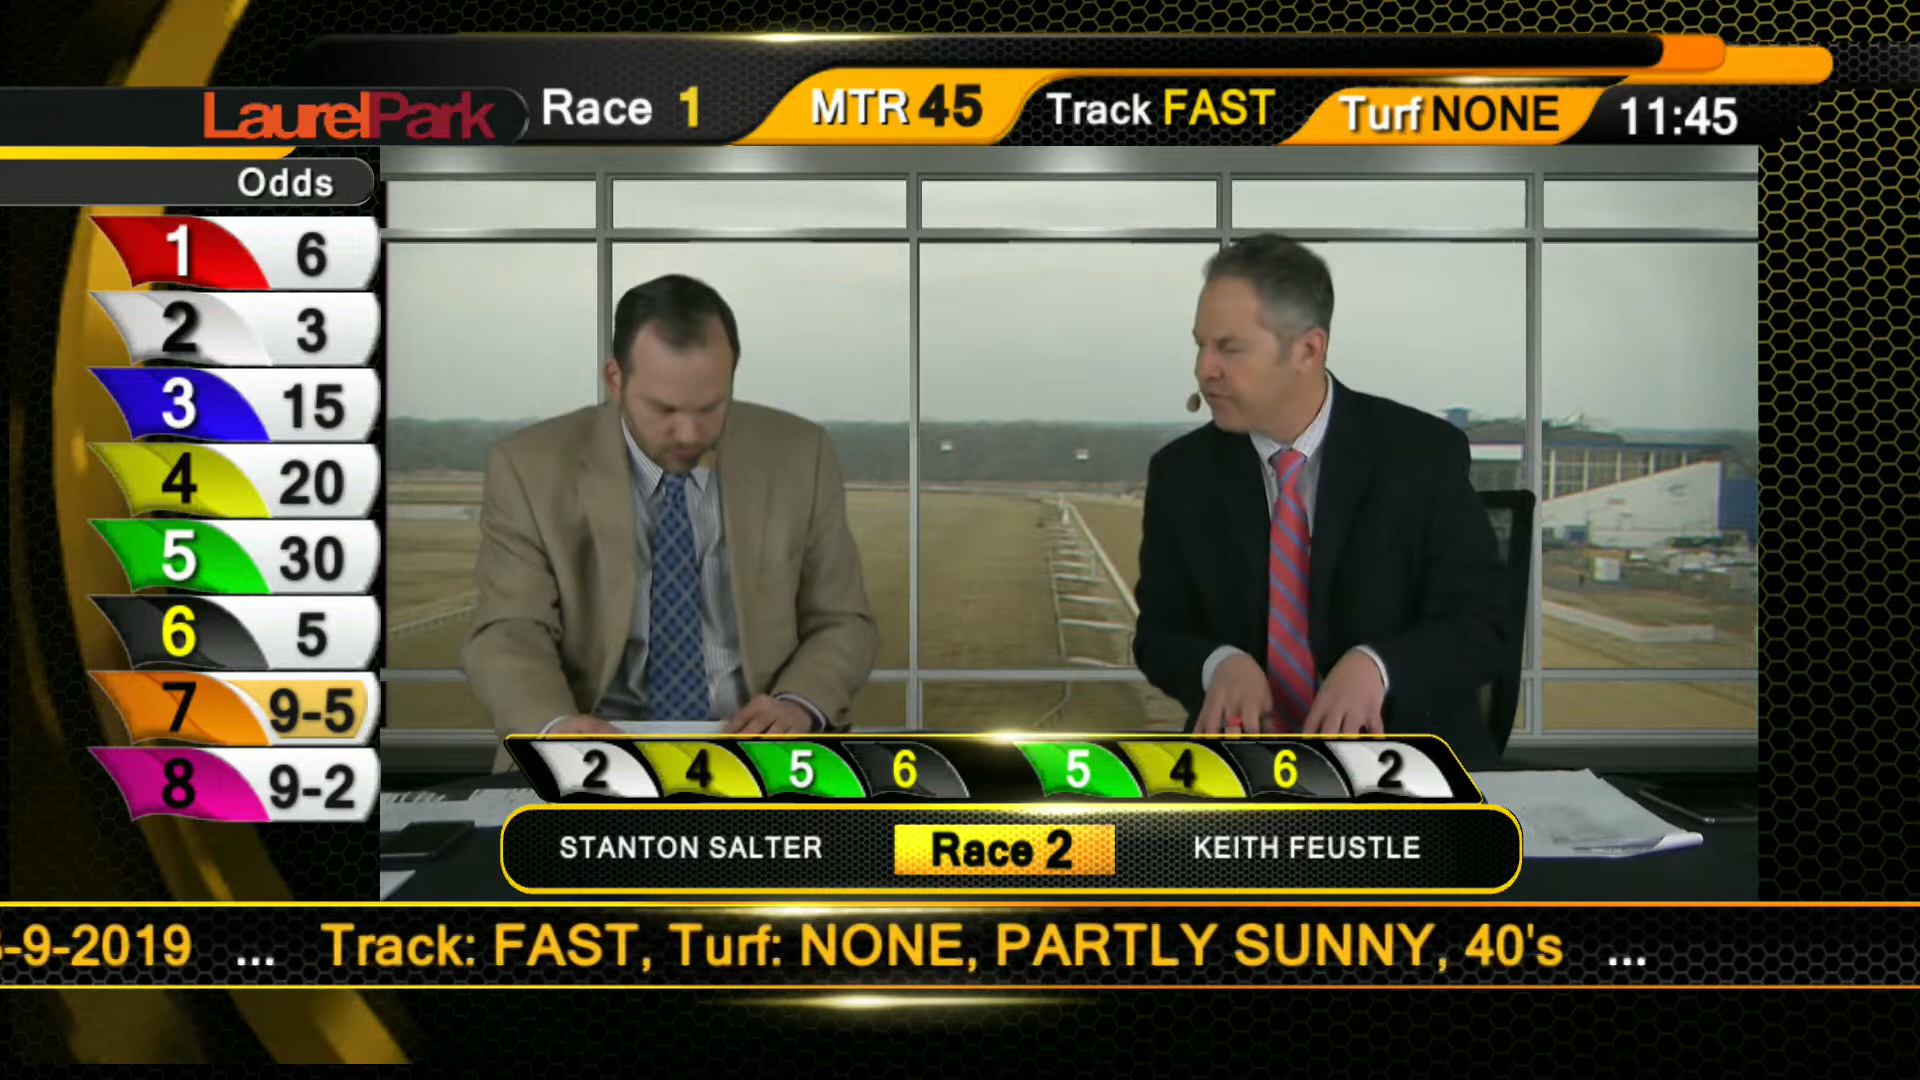 LaurelPark Race 1 MTR 45 Track FAST Turf NONE 11:45
Odds
1 6
2 3
3 15
4 20
5 30
6 5
7 9-5
8 9-2
2 4 5 6 5 4 6 2
STANTON SALTER Race 2 KEITH FEUSTLE
-9-2019 ... Track: FAST, Turf: NONE, PARTLY SUNNY, 40's ...